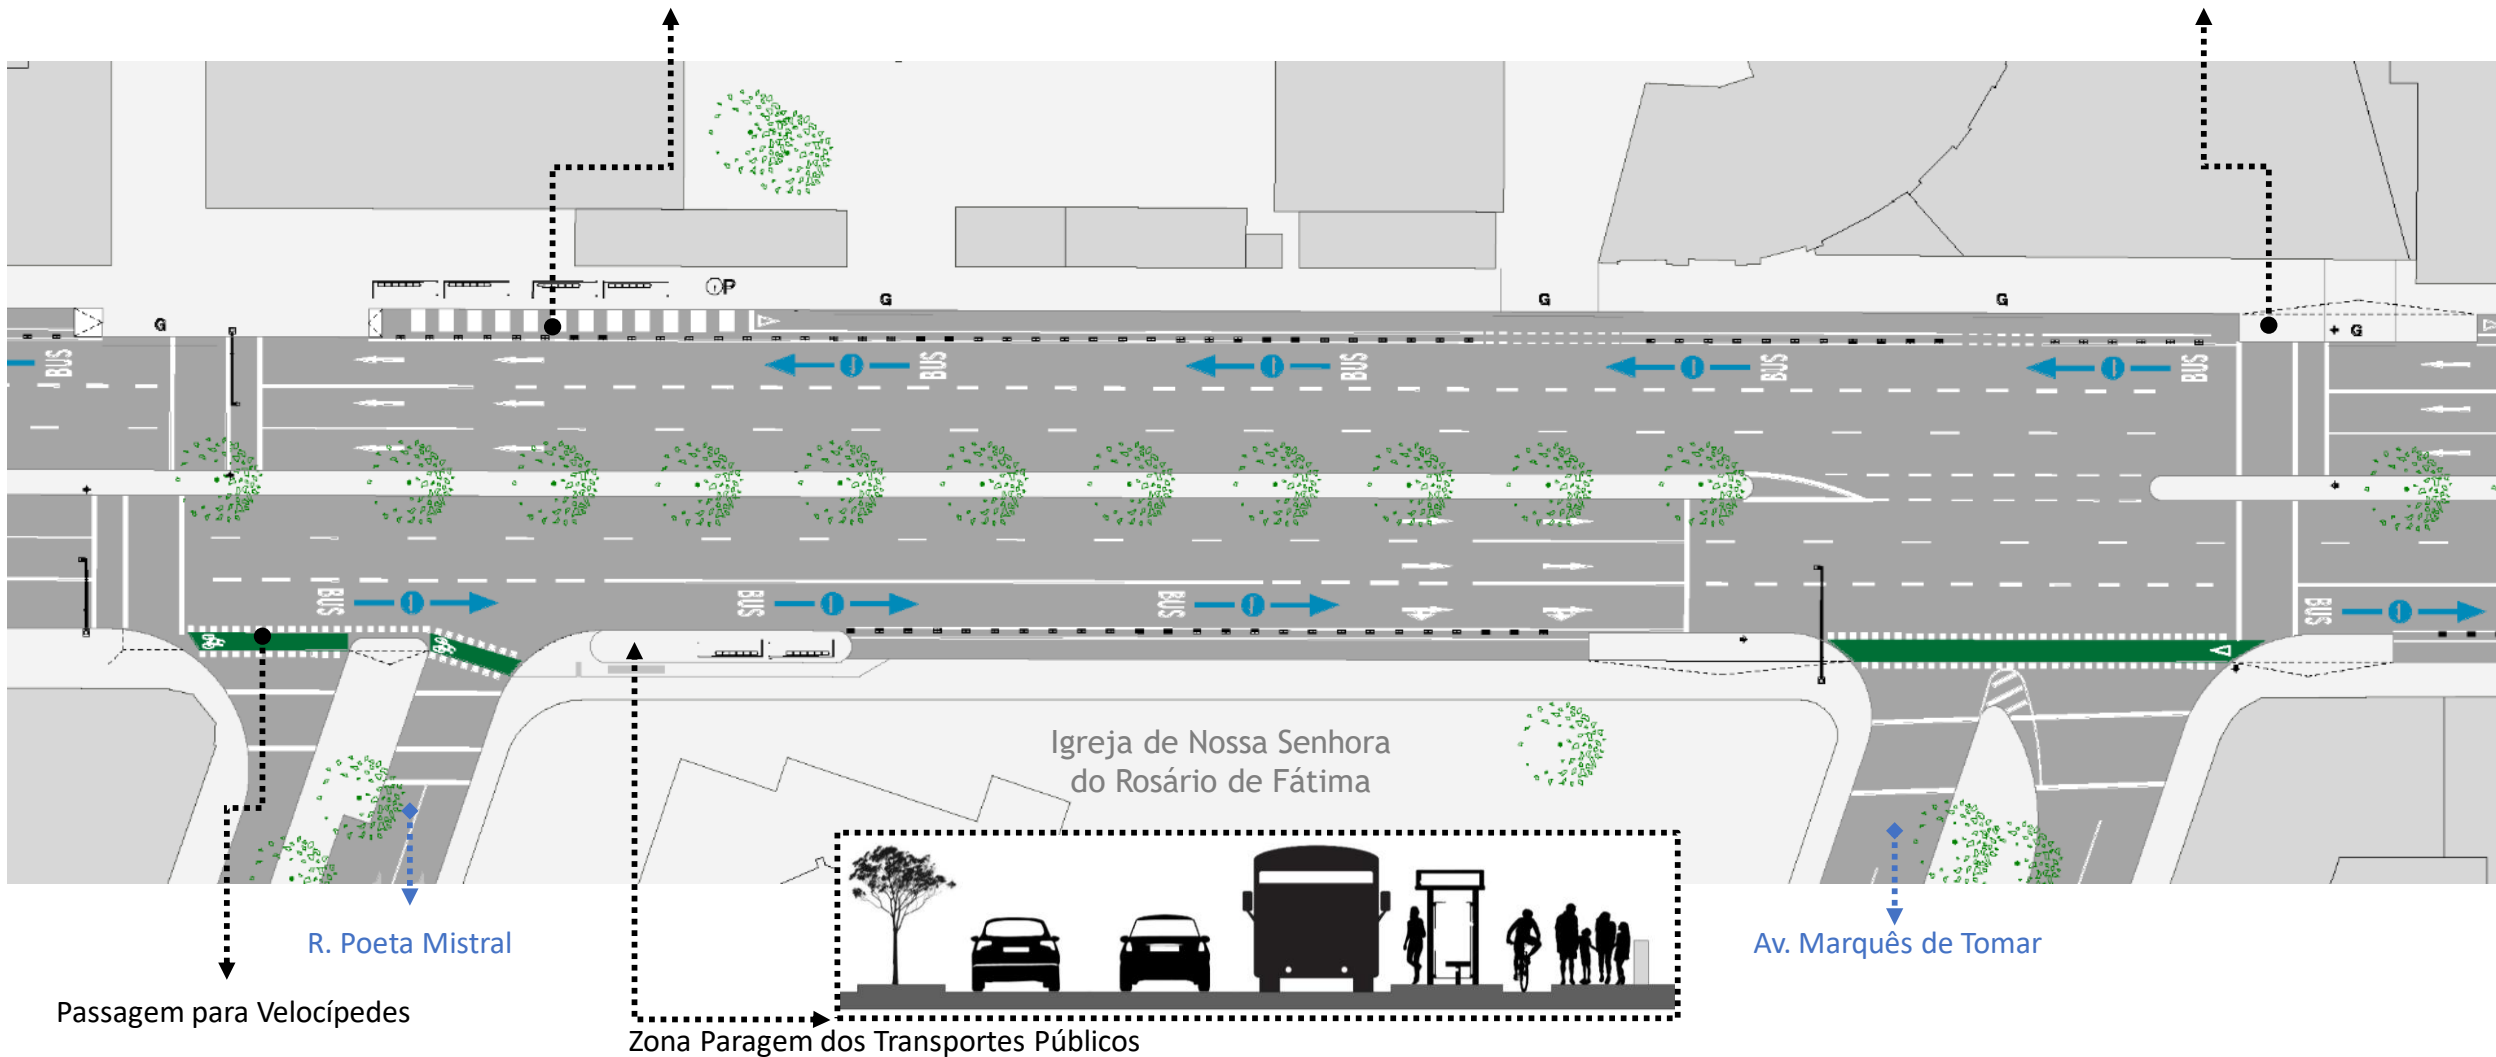 P
G
G
G
G
G
BUS
BUS
BUS
BUS
BUS
BUS
BUS
BUS
BUS
Igreja de Nossa Senhora
do Rosário de Fátima
R. Poeta Mistral
Av. Marquês de Tomar
Passagem para Velocípedes
Zona Paragem dos Transportes Públicos